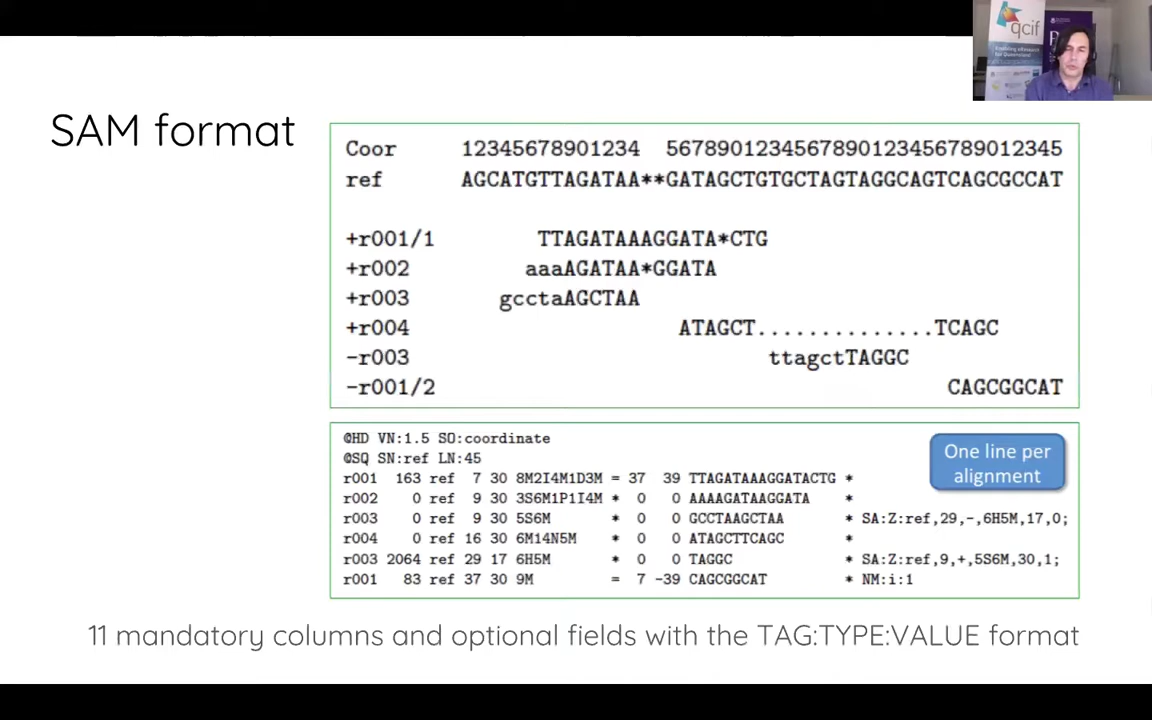 qcif
Enabling eResearch
for Queensland
SAM format
Coor 12345678901234 5678901234567890123456789012345
ref AGCATGTTAGATAA**GATAGCTGTGCTAGTAGGCAGTCAGCGCCAT
+r001/1 TTAGATAAAGGATA*CTG
+r002 aaaAGATAA*GGATA
+r003 gcctaAGCTAA
+r004 ATAGCT..............TCAGC
-r003 ttagctTAGGC
-r001/2 CAGCGGCAT
@HD VN:1.5 SO:coordinate
@SQ SN:ref LN:45
r001 163 ref 7 30 8M2I4M1D3M = 37 39 TTAGATAAAGGATACTG *
r002 0 ref 9 30 3S6M1P1I4M * 0 0 AAAAGATAAGGATA *
r003 0 ref 9 30 5S6M * 0 0 GCCTAAGCTAA * SA:Z:ref,29,-,6H5M,17,0;
r004 0 ref 16 30 6M14N5M * 0 0 ATAGCTTCAGC *
r003 2064 ref 29 17 6H5M * 0 0 TAGGC * SA:Z:ref,9,+,5S6M,30,1;
r001 83 ref 37 30 9M = 7 -39 CAGCGGCAT * NM:i:1
One line per
alignment
11 mandatory columns and optional fields with the TAG:TYPE:VALUE format